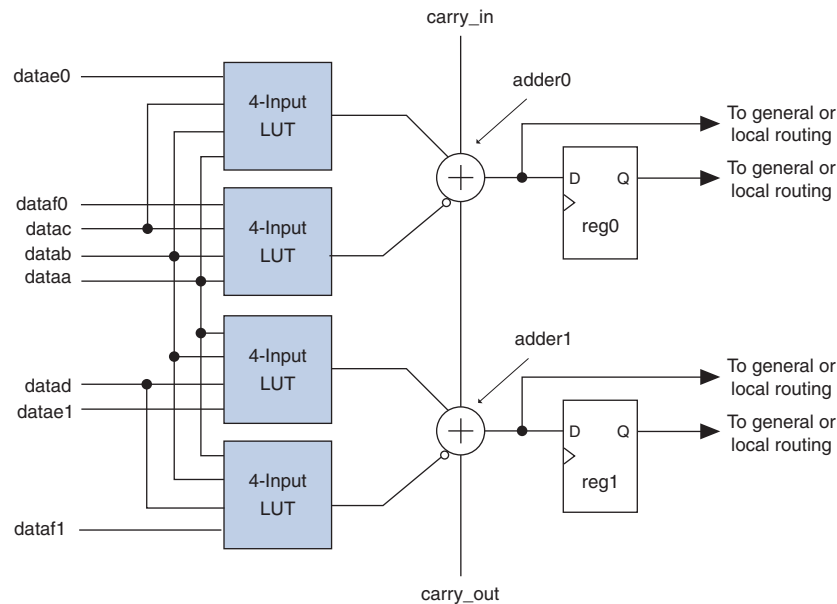 carry_in
datae0
adder0
4-Input
LUT
To general or
local routing
To general or
local routing
D Q
reg0
dataf0
datac
datab
dataa
4-Input
LUT
adder1
4-Input
LUT
To general or
local routing
To general or
local routing
D Q
reg1
datad
datae1
4-Input
LUT
dataf1
carry_out